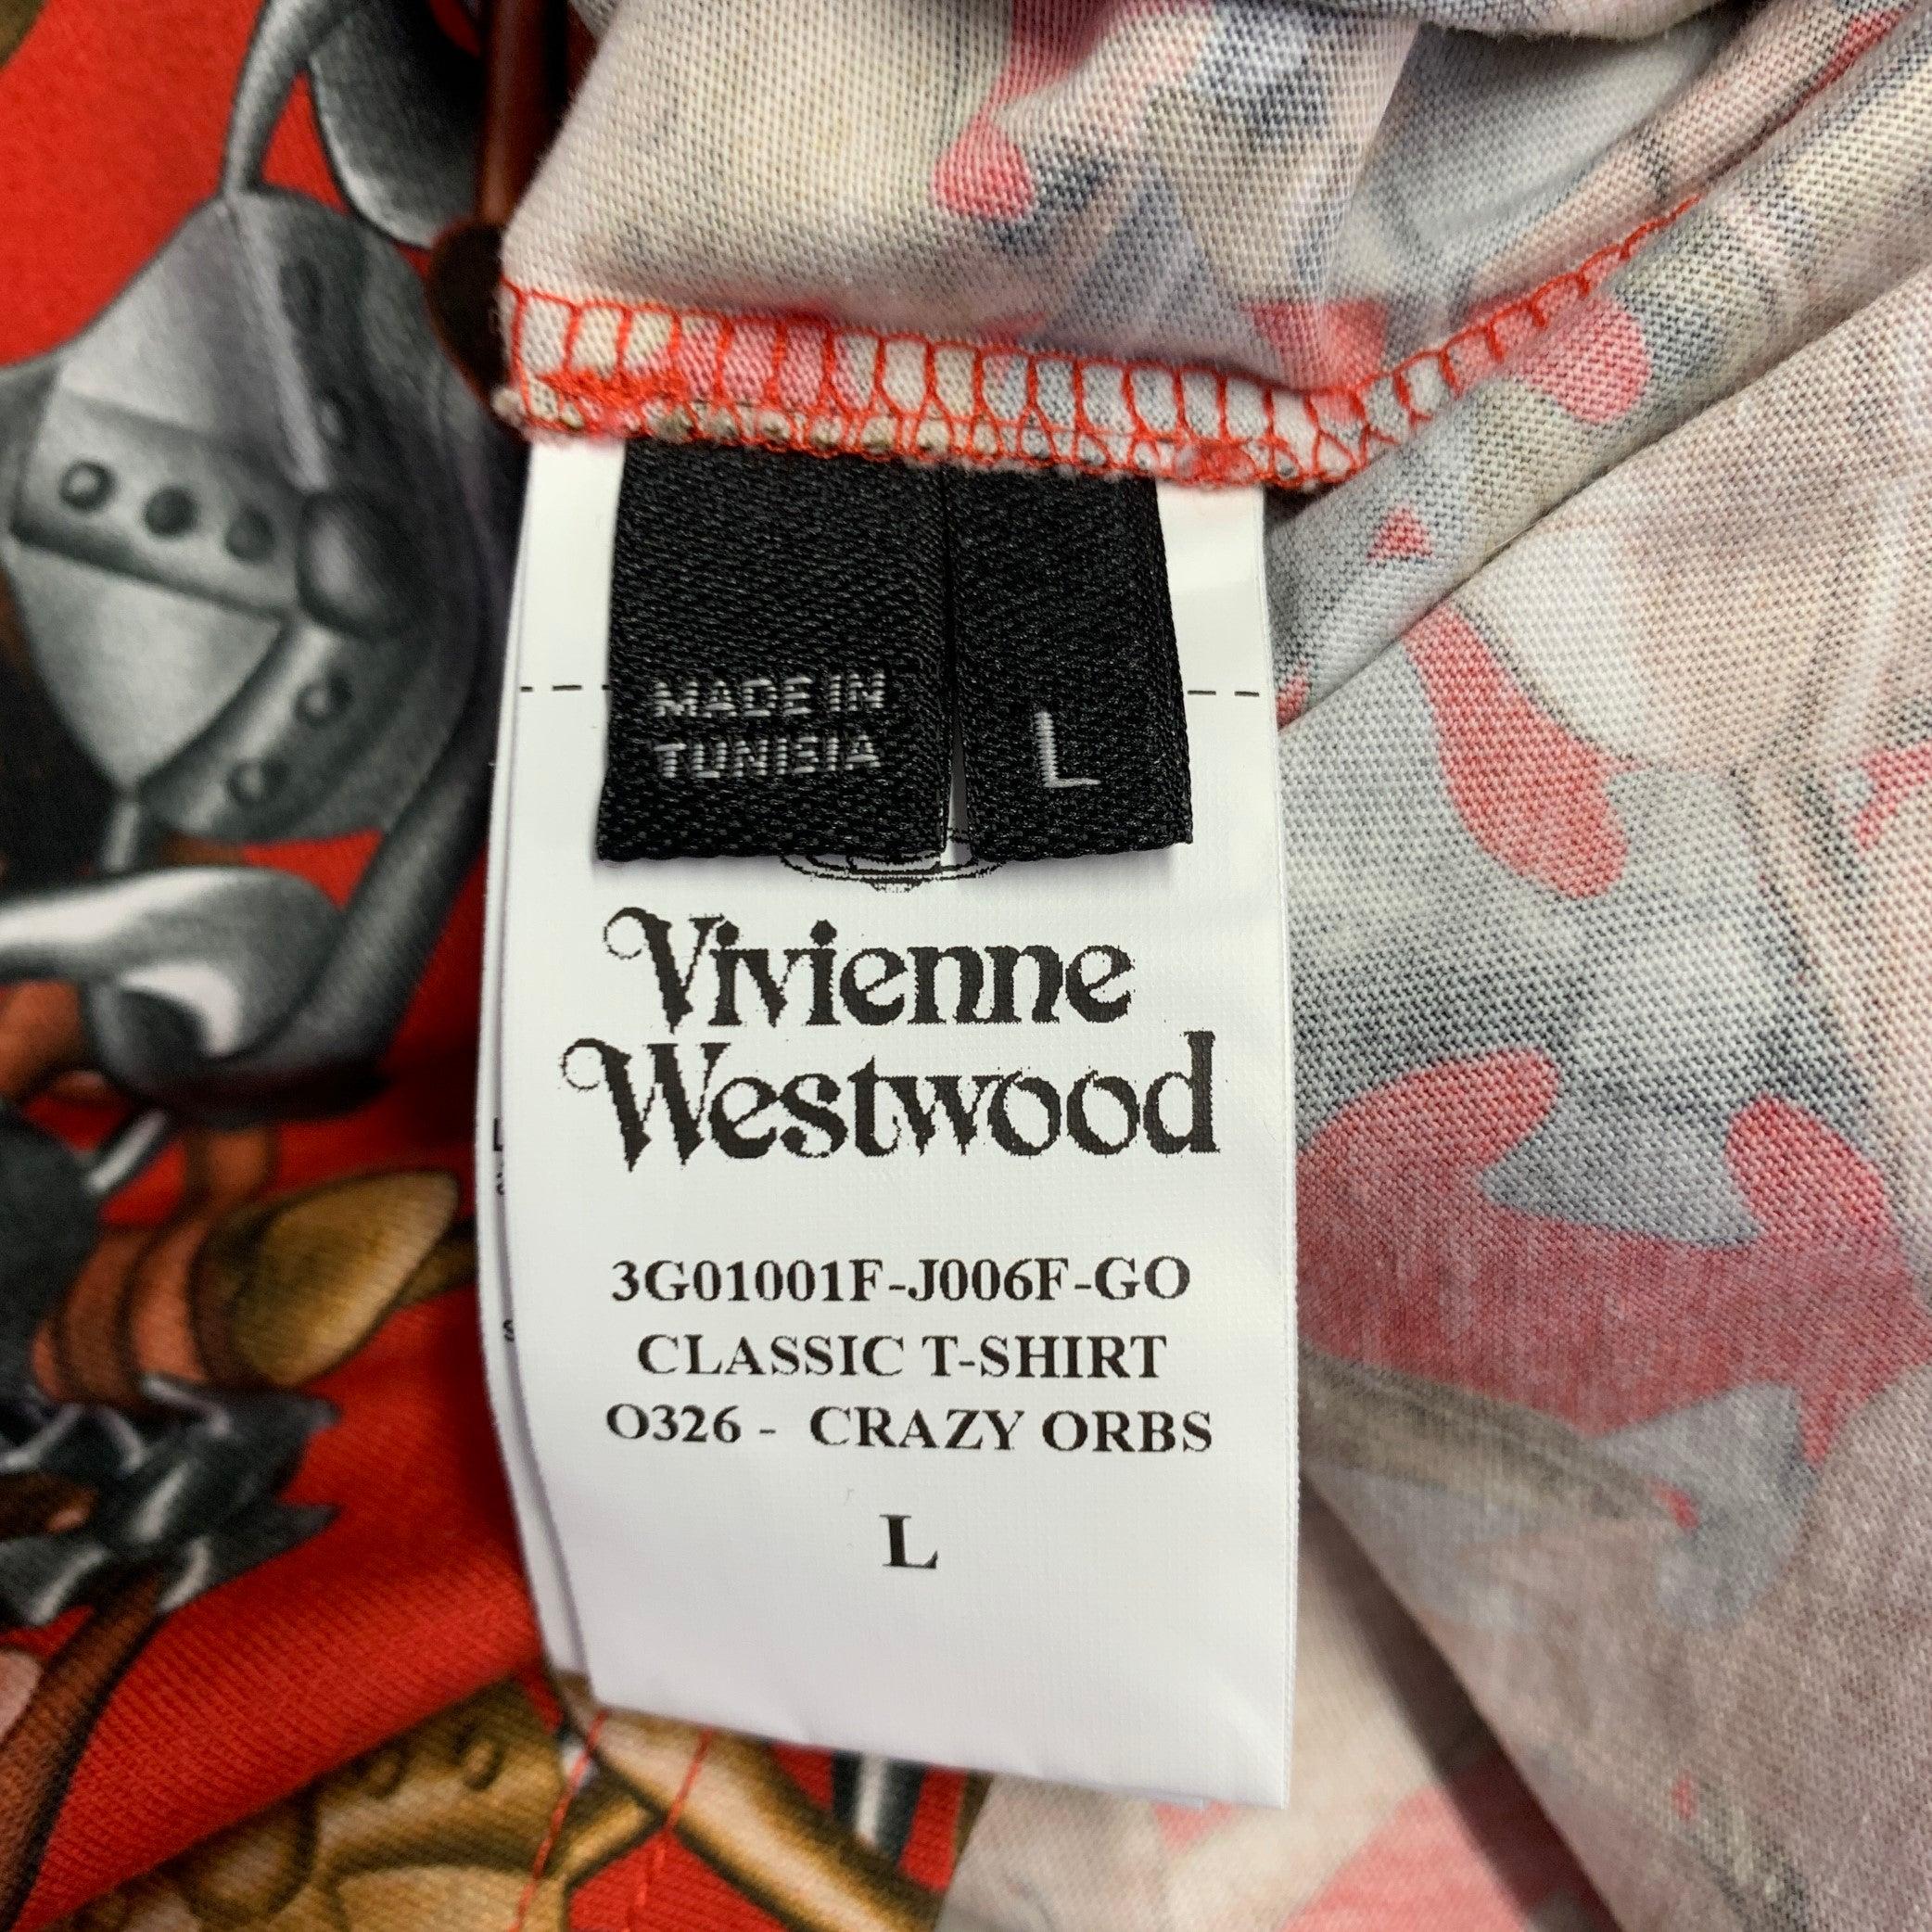 MADE IN
TUNISIA
L
Vivienne
Westwood
3G01001F-J006F-GO
CLASSIC T-SHIRT
O326 - CRAZY ORBS
L